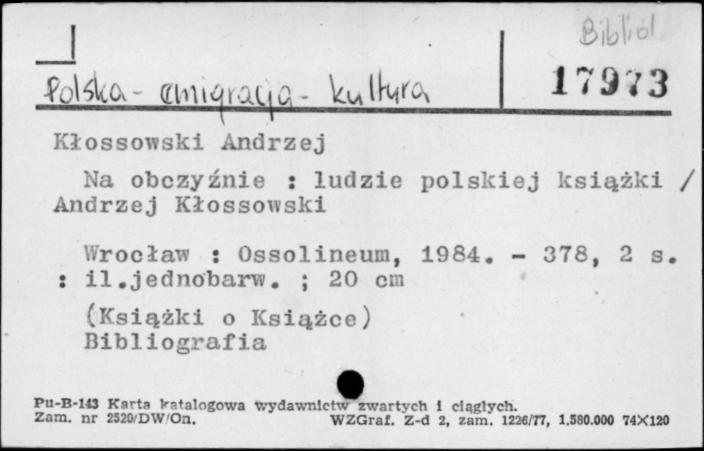 Bibliol
Polska - emigracja - kultura
17973
Kłossowski Andrzej
Na obczyźnie : ludzie polskiej książki /
Andrzej Kłossowski
Wrocław : Ossolineum, 1984. - 378, 2 s.
: il.jednobarw. ; 20 cm
(Książki o Książce)
Bibliografia
Pu-B-143 Karta katalogowa wydawnictw zwartych i ciągłych.
Zam. nr 2520/DW/On. WZGraf. Z-d 2, zam. 1226/77, 1.580.000 74X120